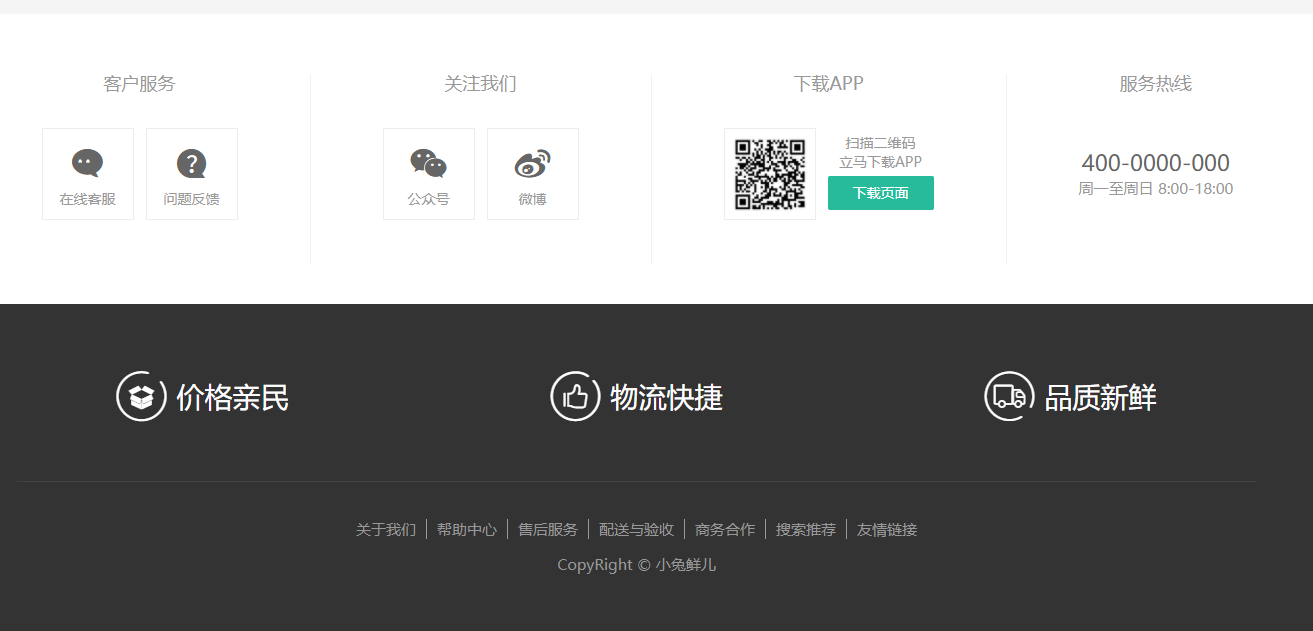 客户服务
在线客服
问题反馈
关注我们
公众号
微博
下载APP
扫描二维码
立马下载APP
下载页面
服务热线
400-0000-000
周一至周日 8:00-18:00
价格亲民
物流快捷
品质新鲜
关于我们 帮助中心 售后服务 配送与验收 商务合作 搜索推荐 友情链接
CopyRight © 小兔鲜儿